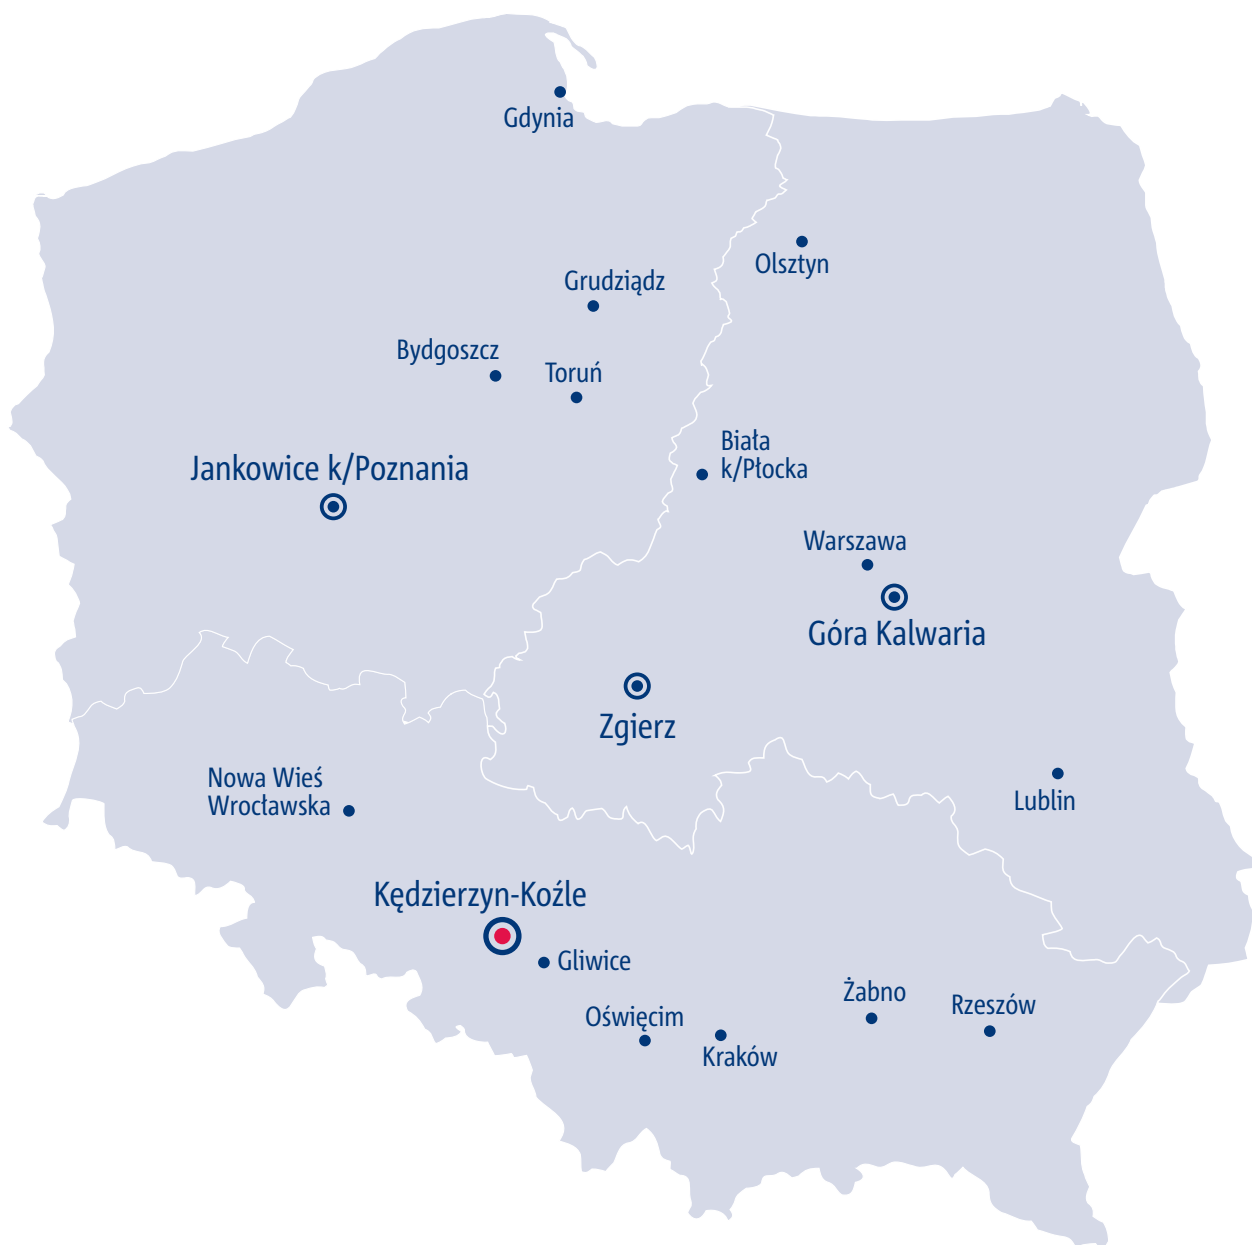 Gdynia
Olsztyn
Grudziądz
Bydgoszcz
Toruń
Biała
k/Płocka
Jankowice k/Poznania
Warszawa
Góra Kalwaria
Zgierz
Nowa Wieś
Wrocławska
Lublin
Kędzierzyn-Koźle
Gliwice
Żabno
Rzeszów
Oświęcim
Kraków